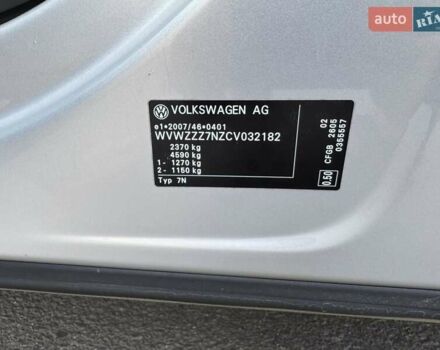 auto RIA
VOLKSWAGEN AG
e1*2007/46*0401
WVWZZZ7NZCV032182
2370 kg
4590 kg
1 - 1270 kg
2 - 1150 kg
Typ 7N
02
CFGB 2605
0355557
0.50